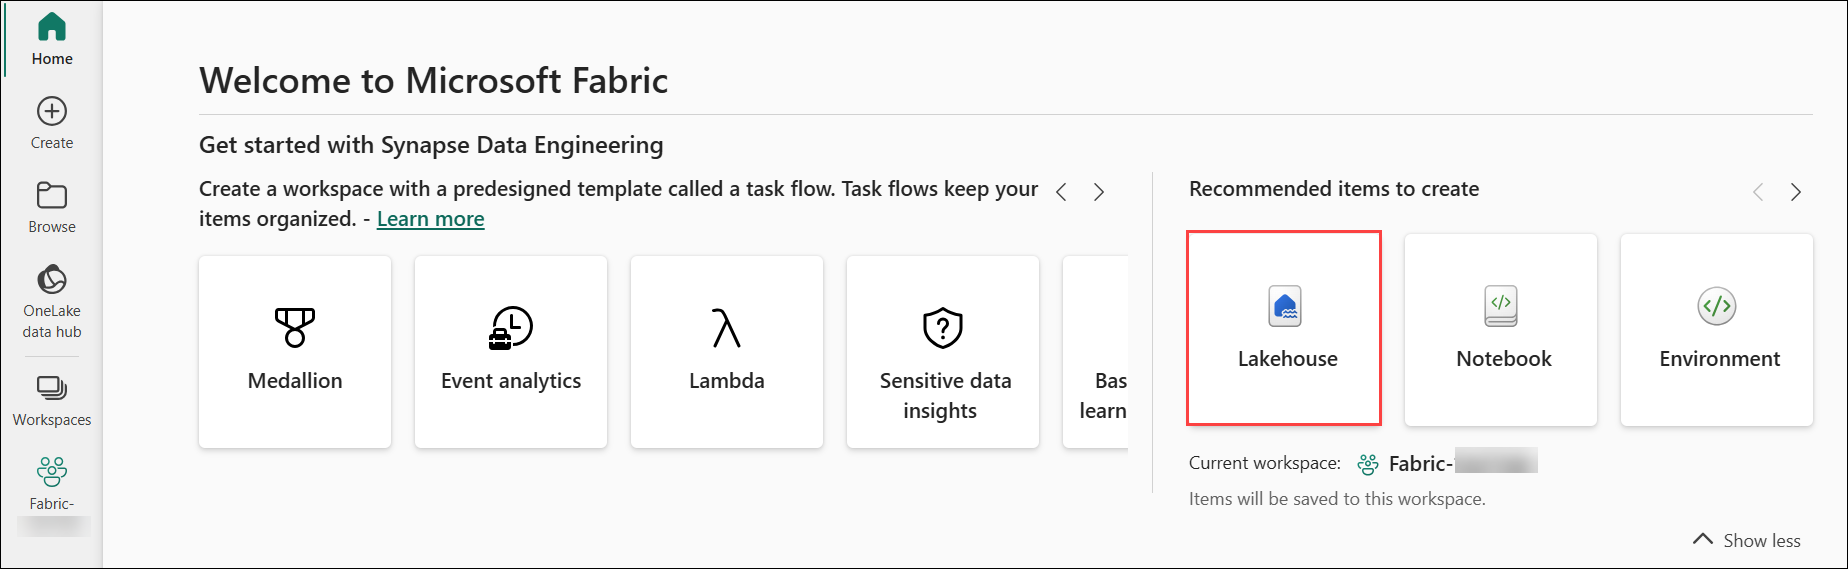 Home
Create
Browse
OneLake
data hub
Workspaces
Fabric-
Welcome to Microsoft Fabric
Get started with Synapse Data Engineering
Create a workspace with a predesigned template called a task flow. Task flows keep your
items organized. - Learn more
Medallion
Event analytics
Lambda
Sensitive data
insights
Bas
learn
Recommended items to create
Lakehouse
Notebook
Environment
Current workspace: Fabric-
Items will be saved to this workspace.
Show less